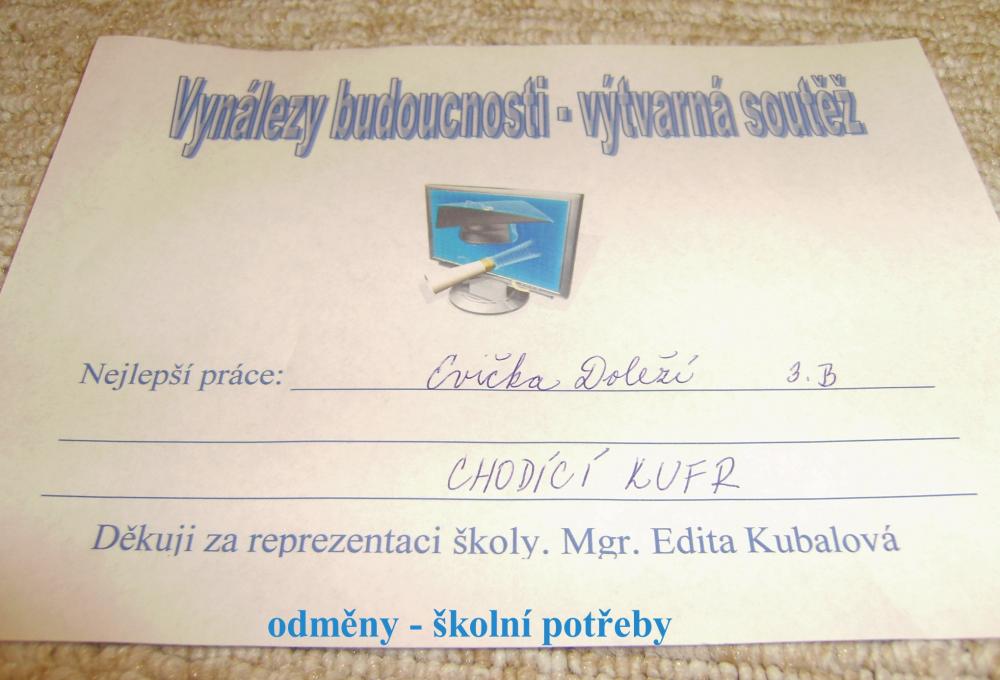 Vynálezy budoucnosti - výtvarná soutěž
Nejlepší práce: Evička Doleží 3.B
CHODÍCÍ KUFR
Děkuji za reprezentaci školy. Mgr. Edita Kubalová
odměny - školní potřeby